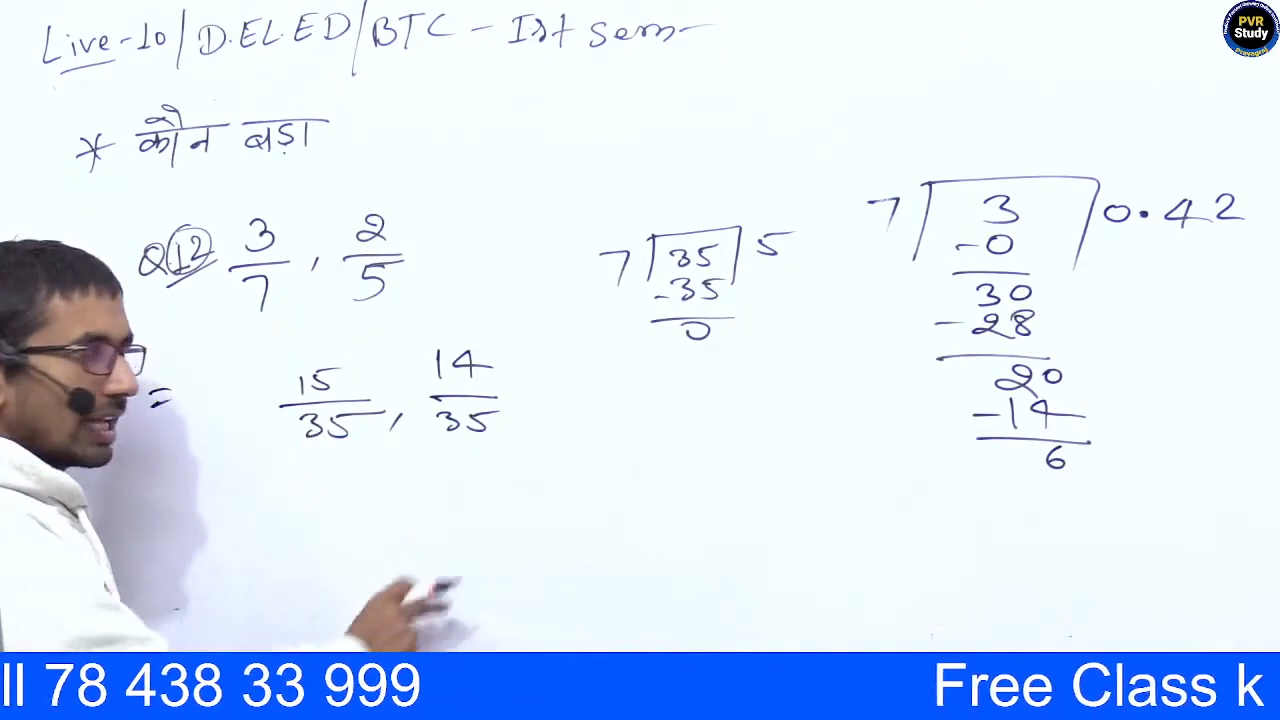 Live-10/D.EL.ED/BTC - Ist Sem
* कौन बड़ा
Q12 3/7, 2/5
= 15/35, 14/35
7 35 5
-35
0
7 3 0.42
-0
30
-28
20
-14
6
PVR
Study
Prayagraj
ll 78 438 33 999
Free Class k